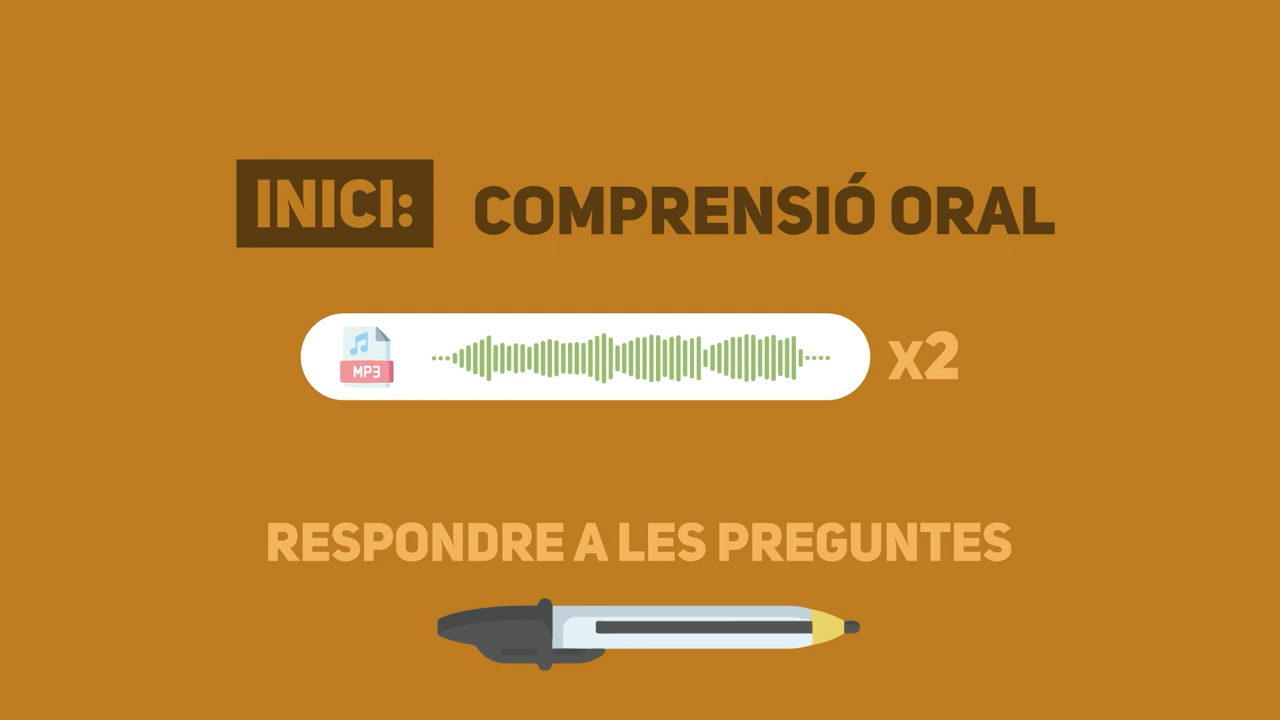 INICI: COMPRENSIÓ ORAL
MP3
x2
RESPONDRE A LES PREGUNTES